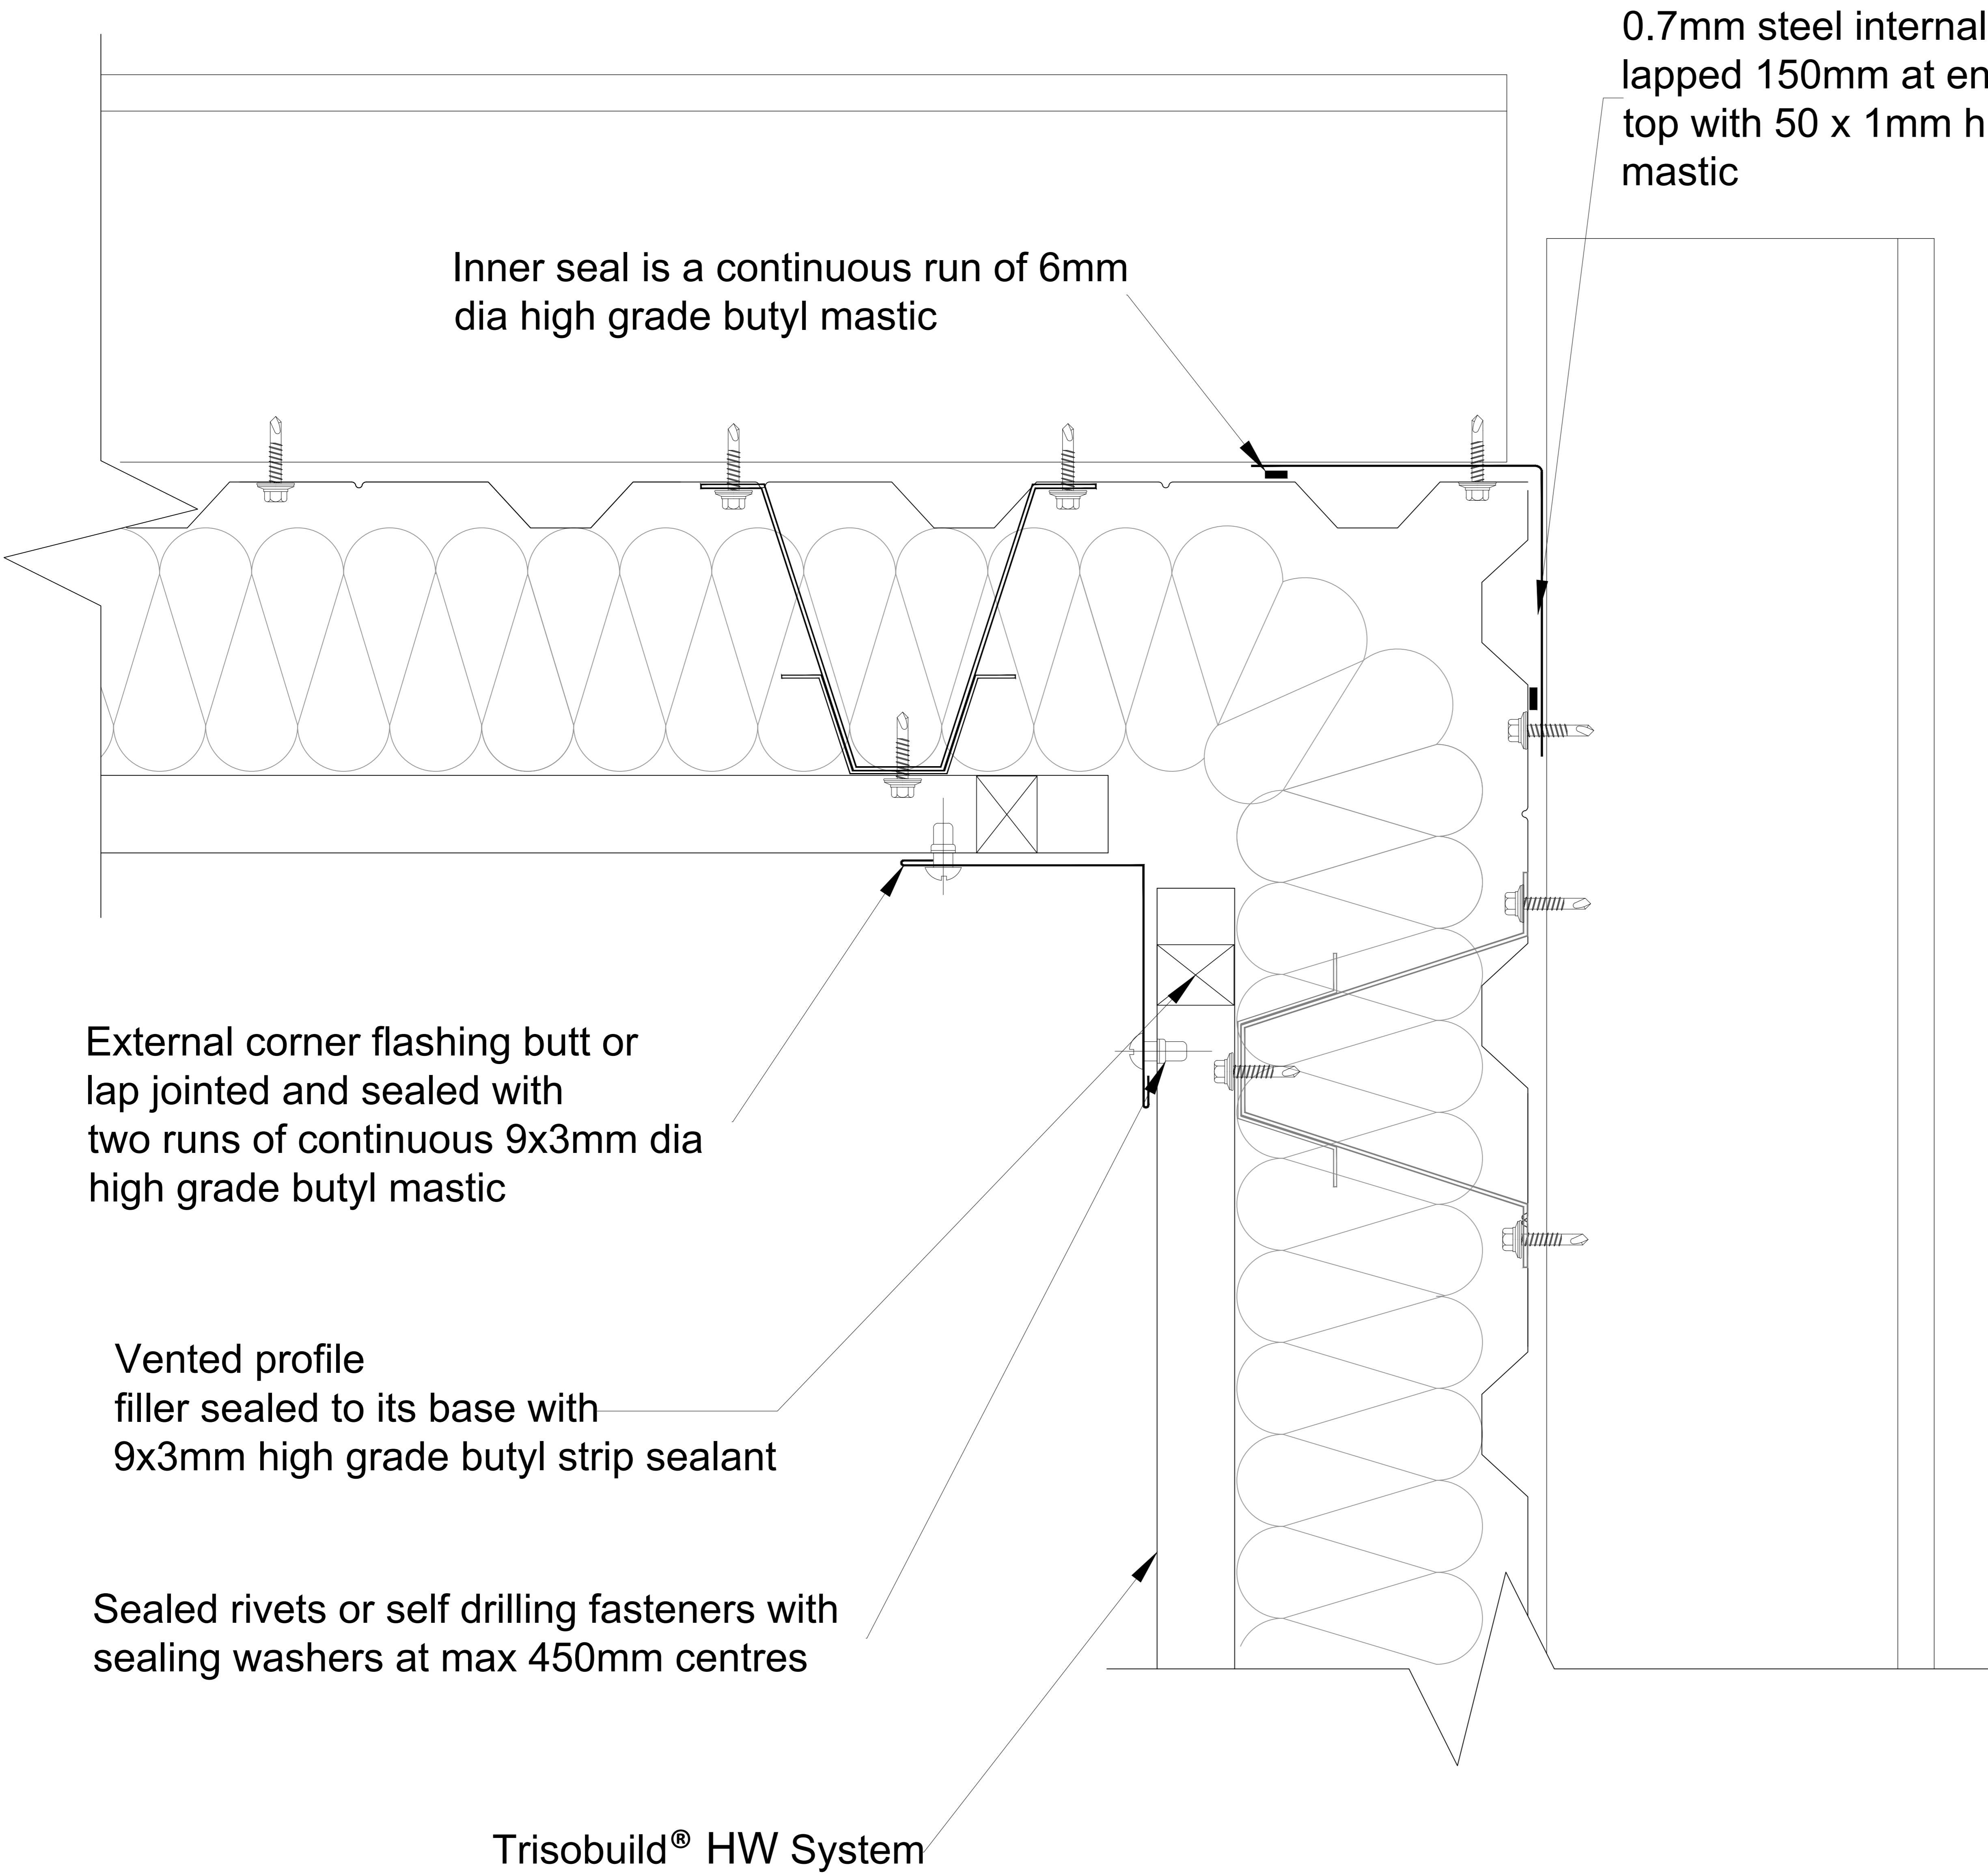 0.7mm steel internal
lapped 150mm at
top with 50 x 1mm
mastic
Inner seal is a continuous run of 6mm
dia high grade butyl mastic
External corner flashing butt or
lap jointed and sealed with
two runs of continuous 9x3mm dia
high grade butyl mastic
Vented profile
filler sealed to its base with
9x3mm high grade butyl strip sealant
Sealed rivets or self drilling fasteners with
sealing washers at max 450mm centres
Trisobuild® HW System